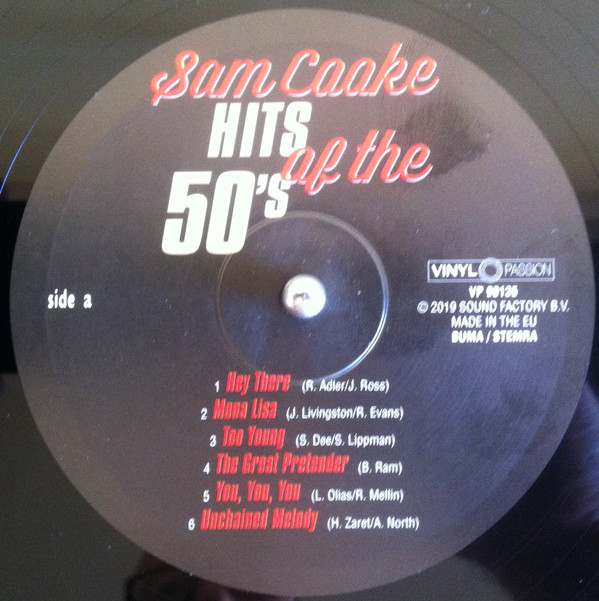 Sam Cooke
HITS
of the
50's
side a
VINYL PASSION
VP 90135
© 2019 SOUND FACTORY B.V.
MADE IN THE EU
BUMA / STEMRA
1 Hey There (R. Adler/J. Ross)
2 Mona Lisa (J. Livingston/R. Evans)
3 Too Young (S. Dee/S. Lippman)
4 The Great Pretender (B. Ram)
5 You, You, You (L. Olias/R. Mellin)
6 Unchained Melody (H. Zaret/A. North)